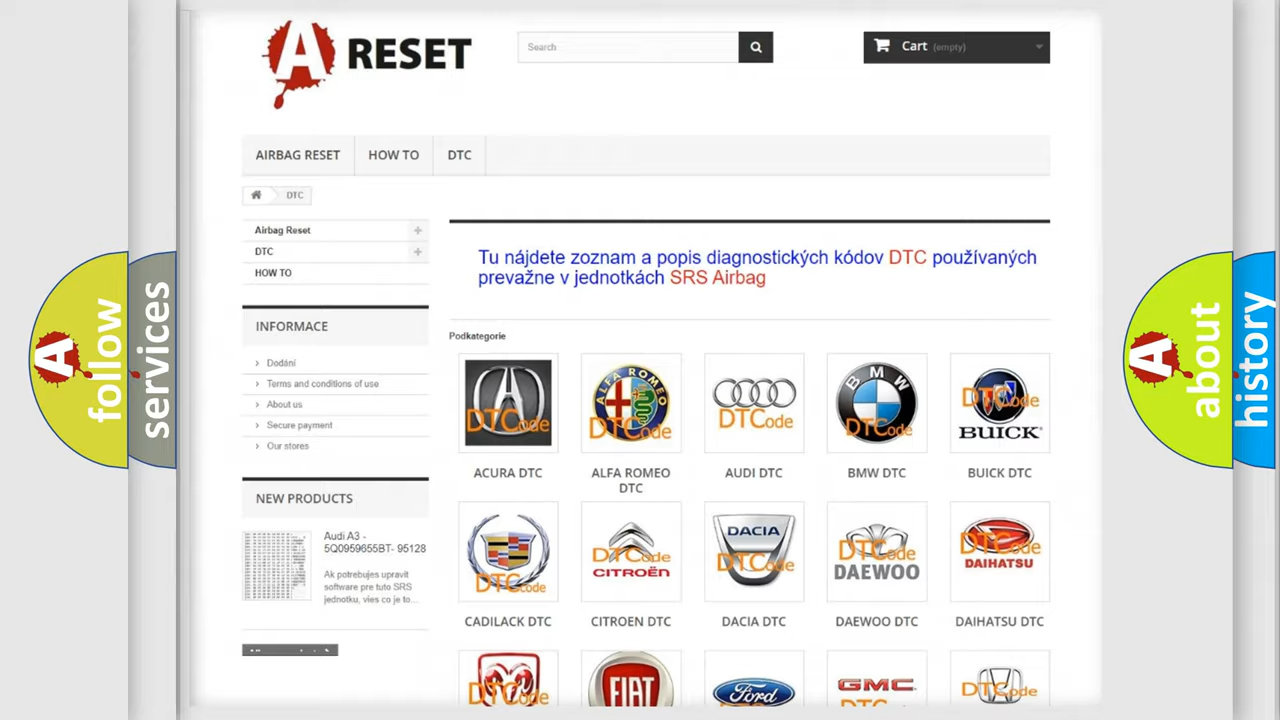 A RESET
Search
Cart (empty)
AIRBAG RESET
HOW TO
DTC
DTC
Airbag Reset
DTC
HOW TO
INFORMACE
Dodání
Terms and conditions of use
About us
Secure payment
Our stores
NEW PRODUCTS
Audi A3 -
5Q0959655BT- 95128
Ak potrebujes upravit
software pre tuto SRS
jednotku, vies co je to...
Tu nájdete zoznam a popis diagnostických kódov DTC používaných
prevažne v jednotkách SRS Airbag
Podkategorie
DTCode
ALFA ROMEO
DTCode
DTCode
BMW
DTCode
DTCode
BUICK
ACURA DTC
ALFA ROMEO
DTC
AUDI DTC
BMW DTC
BUICK DTC
DTCode
DTCode
CITROËN
DACIA
DTCode
DTCode
DAEWOO
DTCode
DAIHATSU
CADILACK DTC
CITROEN DTC
DACIA DTC
DAEWOO DTC
DAIHATSU DTC
DTCode
FIAT
Ford
GMC
DTCode
A follow
services
A about
history